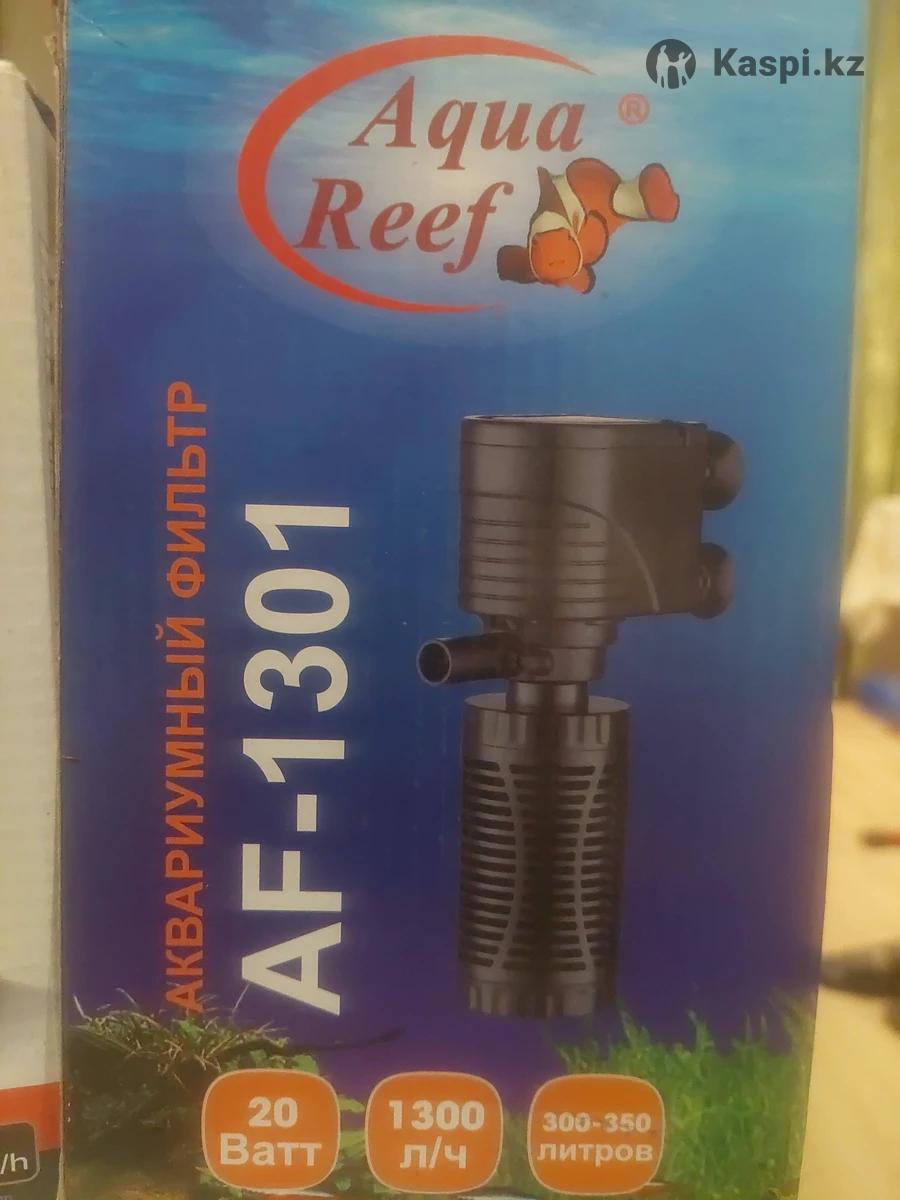 Kaspi.kz
Aqua ®
Reef
АКВАРИУМНЫЙ ФИЛЬТР
AF-1301
20
Ватт
1300
л/ч
300-350
литров
/h